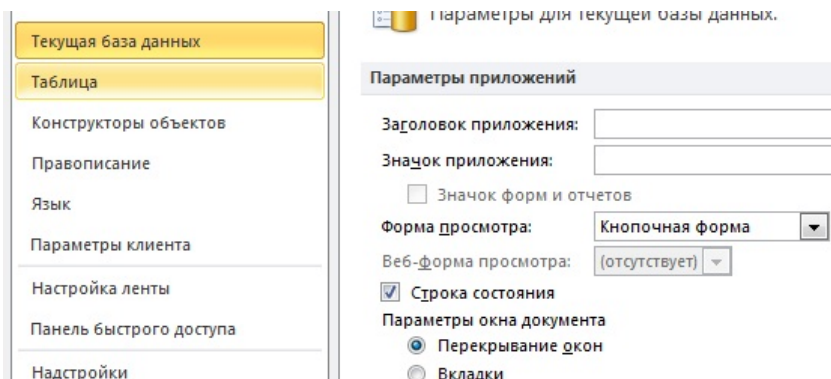 Параметры для текущей базы данных.
Текущая база данных
Таблица
Конструкторы объектов
Правописание
Язык
Параметры клиента
Настройка ленты
Панель быстрого доступа
Надстройки
Параметры приложений
Заголовок приложения:
Значок приложения:
Значок форм и отчетов
Форма просмотра: Кнопочная форма
Веб-форма просмотра: (отсутствует)
Строка состояния
Параметры окна документа
Перекрывание окон
Вкладки